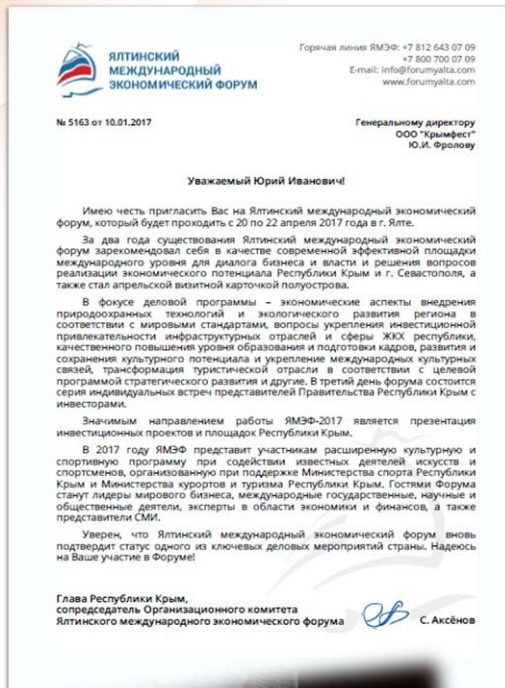 ЯЛТИНСКИЙ
МЕЖДУНАРОДНЫЙ
ЭКОНОМИЧЕСКИЙ ФОРУМ
Горячая линия ЯМЭФ: +7 812 643 07 09
+7 800 700 07 09
E-mail: info@forumyalta.com
www.forumyalta.com
№ 5163 от 10.01.2017
Генеральному директору
ООО "Крымфест"
Ю.И. Фролову
Уважаемый Юрий Иванович!
Имею честь пригласить Вас на Ялтинский международный экономический
форум, который будет проходить с 20 по 22 апреля 2017 года в г. Ялте.
За два года существования Ялтинский международный экономический
форум зарекомендовал себя в качестве современной эффективной площадки
международного уровня для диалога бизнеса и власти и решения вопросов
реализации экономического потенциала Республики Крым и г. Севастополя, а
также стал апрельской визитной карточкой полуострова.
В фокусе деловой программы – экономические аспекты внедрения
природоохранных технологий и экологического развития региона в
соответствии с мировыми стандартами, вопросы укрепления инвестиционной
привлекательности инфраструктурных отраслей и сферы ЖКХ республики,
качественного повышения уровня образования и подготовки кадров, развития и
сохранения культурного потенциала и укрепление международных культурных
связей, трансформация туристической отрасли в соответствии с целевой
программой стратегического развития и другие. В третий день форума состоится
серия индивидуальных встреч представителей Правительства Республики Крым с
инвесторами.
Значимым направлением работы ЯМЭФ-2017 является презентация
инвестиционных проектов и площадок Республики Крым.
В 2017 году ЯМЭФ представит участникам расширенную культурную и
спортивную программу при содействии известных деятелей искусств и
спортсменов, организованную при поддержке Министерства спорта Республики
Крым и Министерства курортов и туризма Республики Крым. Гостями Форума
станут лидеры мирового бизнеса, международные государственные, научные и
общественные деятели, эксперты в области экономики и финансов, а также
представители СМИ.
Уверен, что Ялтинский международный экономический форум вновь
подтвердит статус одного из ключевых деловых мероприятий страны. Надеюсь
на Ваше участие в Форуме!
Глава Республики Крым,
сопредседатель Организационного комитета
Ялтинского международного экономического форума
С. Аксёнов